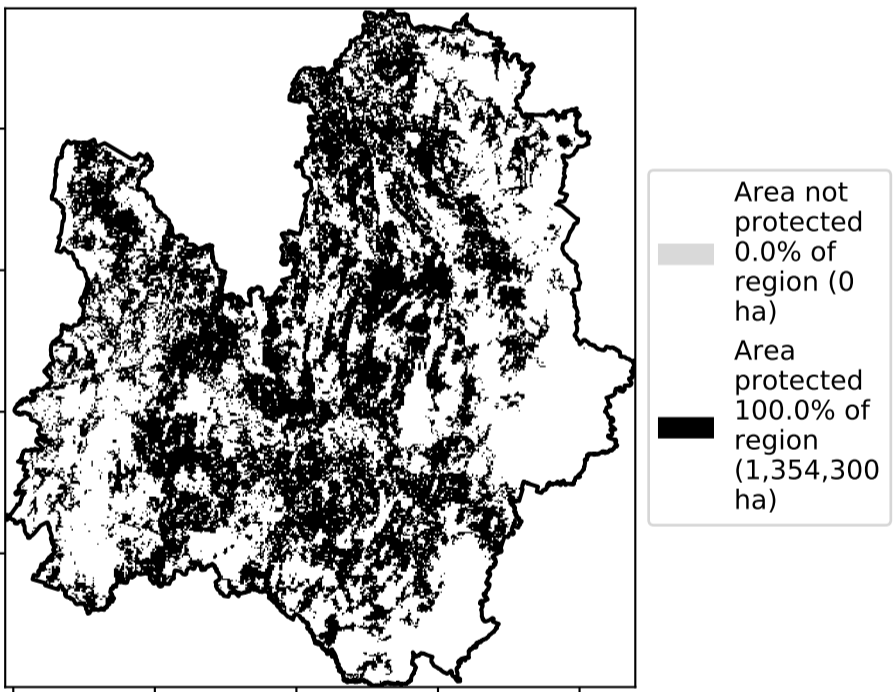 Area not
protected
0.0% of
region (0
ha)
Area
protected
100.0% of
region
(1,354,300
ha)